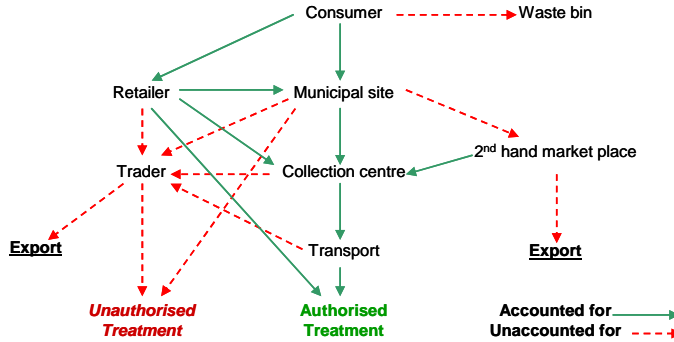 Consumer
Waste bin
Retailer
Municipal site
2nd hand market place
Trader
Collection centre
Export
Transport
Export
Unauthorised
Treatment
Authorised
Treatment
Accounted for
Unaccounted for